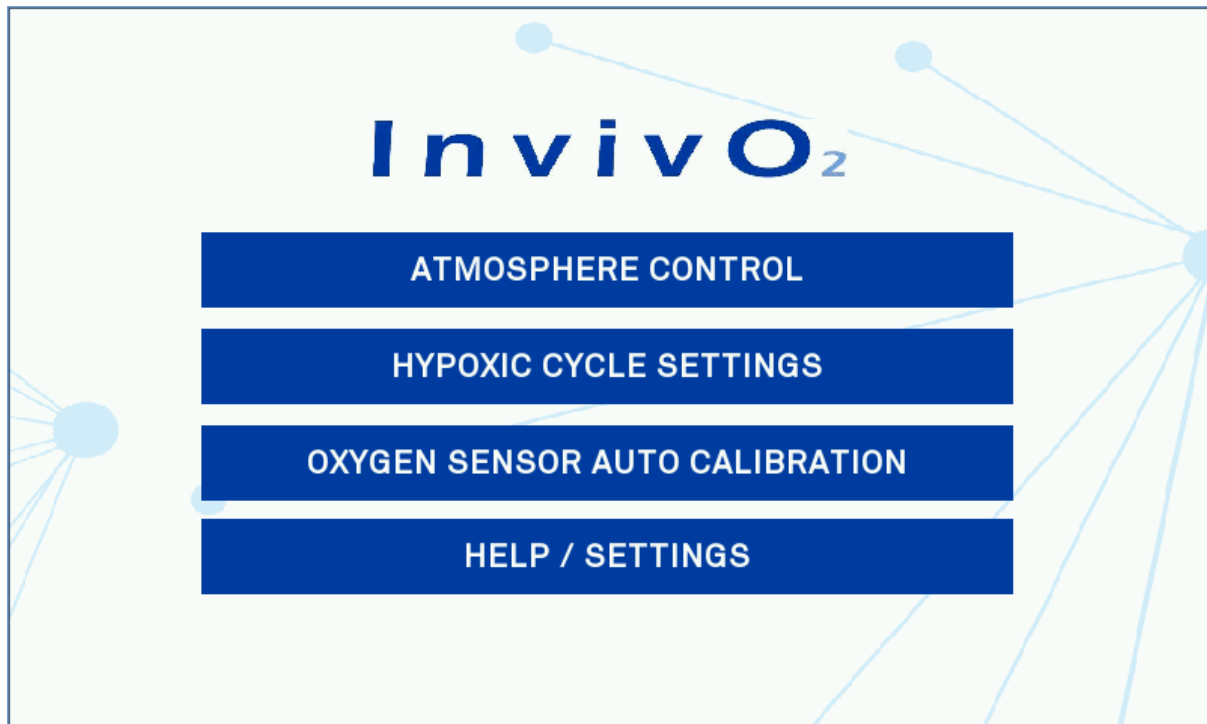 InvivO2
ATMOSPHERE CONTROL
HYPOXIC CYCLE SETTINGS
OXYGEN SENSOR AUTO CALIBRATION
HELP / SETTINGS